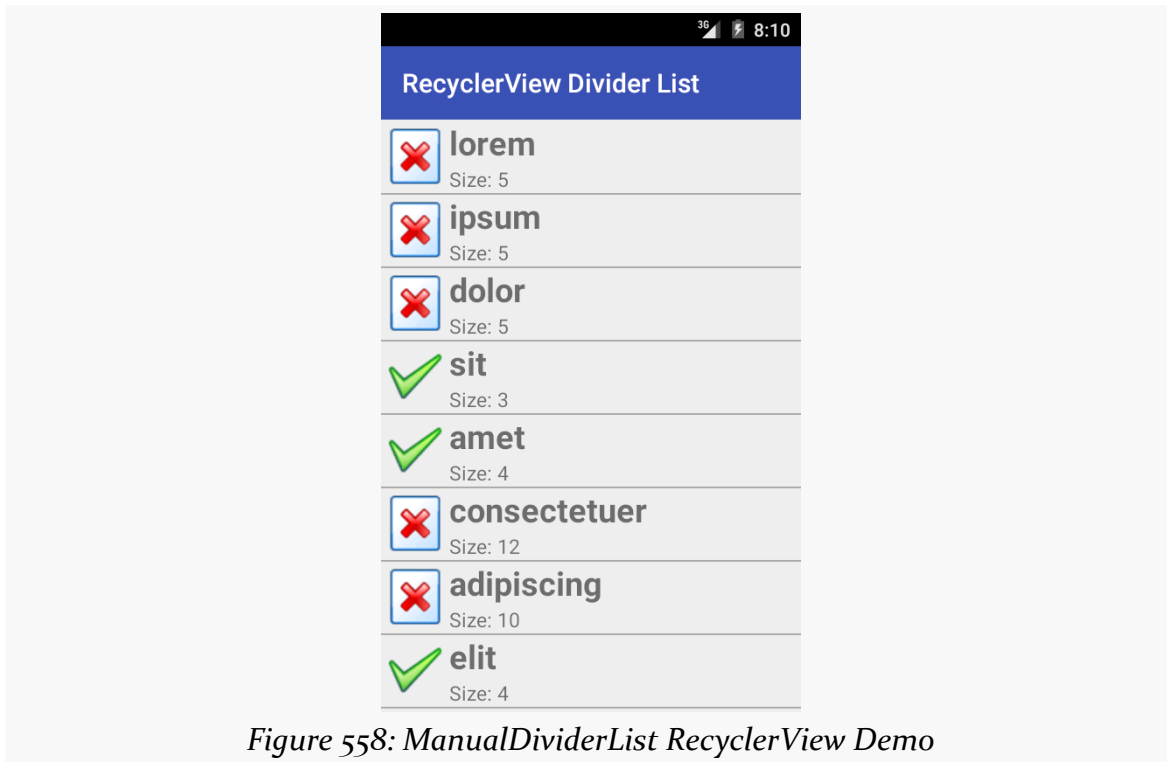 3G 8:10
RecyclerView Divider List
lorem
Size: 5
ipsum
Size: 5
dolor
Size: 5
sit
Size: 3
amet
Size: 4
consectetuer
Size: 12
adipiscing
Size: 10
elit
Size: 4
Figure 558: ManualDividerList RecyclerView Demo